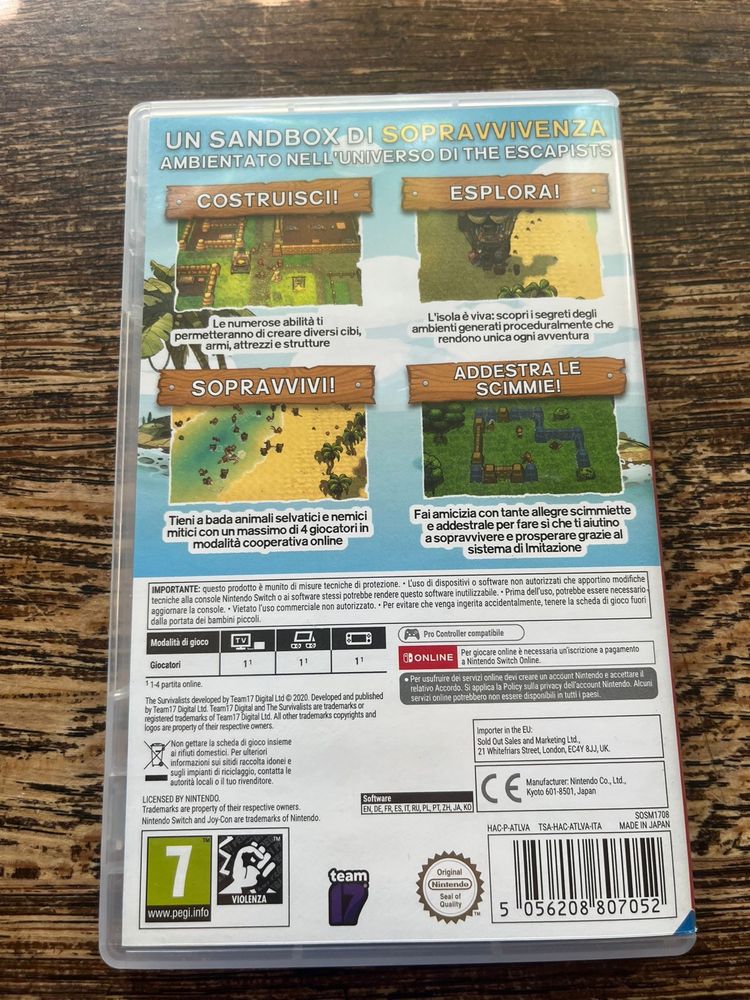 UN SANDBOX DI SOPRAVVIVENZA
AMBIENTATO NELL'UNIVERSO DI THE ESCAPISTS
COSTRUISCI!
Le numerose abilità ti
permetteranno di creare diversi cibi,
armi, attrezzi e strutture
ESPLORA!
L'isola è viva: scopri i segreti degli
ambienti generati proceduralmente che
rendono unica ogni avventura
SOPRAVVIVI!
Tieni a bada animali selvatici e nemici
mitici con un massimo di 4 giocatori in
modalità cooperativa online
ADDESTRA LE
SCIMMIE!
Fai amicizia con tante allegre scimmiette
e addestrale per fare sì che ti aiutino
a sopravvivere e prosperare grazie al
sistema di Imitazione
IMPORTANTE: questo prodotto è munito di misure tecniche di protezione. • L'uso di dispositivi o software non autorizzati che apportino modifiche
tecniche alla console Nintendo Switch o ai software stessi potrebbe rendere questo software inutilizzabile. • Prima dell'uso, potrebbe essere necessario
aggiornare la console. • Vietato l'uso commerciale non autorizzato. • Per evitare che venga ingerita accidentalmente, tenere la scheda di gioco fuori
dalla portata dei bambini piccoli.
Modalità di gioco TV
Giocatori 1¹ 1¹ 1¹
¹ 1-4 partita online.
Pro Controller compatibile
ONLINE
Per giocare online è necessaria un'iscrizione a pagamento
a Nintendo Switch Online.
• Per usufruire dei servizi online devi creare un account Nintendo e accettare il
relativo Accordo. Si applica la Policy sulla privacy dell'account Nintendo. Alcuni
servizi online potrebbero non essere disponibili in tutti i paesi.
The Survivalists developed by Team17 Digital Ltd © 2020. Developed and published
by Team17 Digital Ltd. Team17 Digital and The Survivalists are trademarks or
registered trademarks of Team17 Digital Ltd. All other trademarks, copyrights and
logos are property of their respective owners.
Non gettare la scheda di gioco insieme
ai rifiuti domestici. Per ulteriori
informazioni sui siti di raccolta idonei e
sugli impianti di riciclaggio, contatta le
autorità locali o il tuo rivenditore.
Importer in the EU:
Sold Out Sales and Marketing Ltd.,
21 Whitefriars Street, London, EC4Y 8JJ, UK.
CE
Manufacturer: Nintendo Co., Ltd.,
Kyoto 601-8501, Japan
LICENSED BY NINTENDO.
Trademarks are property of their respective owners.
Nintendo Switch and Joy-Con are trademarks of Nintendo.
Software
EN, DE, FR, ES, IT, RU, PL, PT, ZH, JA, KO
SOSM1708
HAC-P-ATLVA TSA-HAC-ATLVA-ITA MADE IN JAPAN
7
www.pegi.info
VIOLENZA
team
17
Original
Nintendo
Seal of
Quality
5 056208 807052